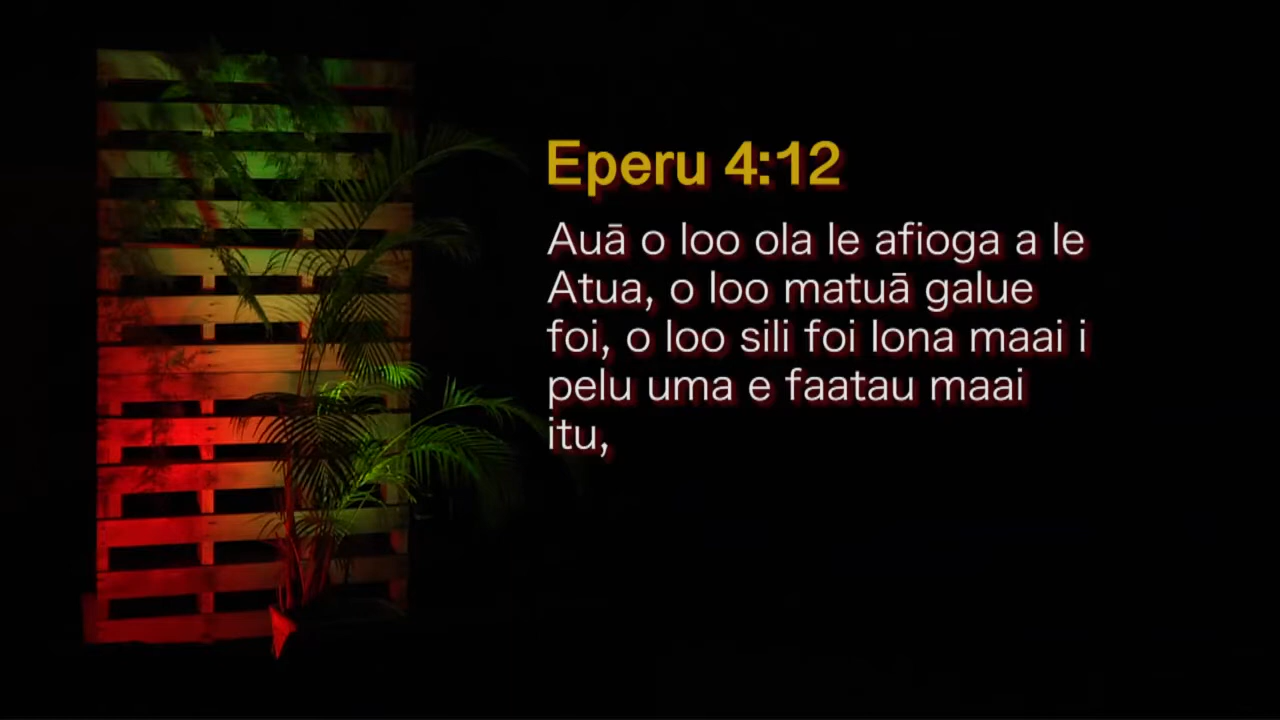 Eperu 4:12
Auā o loo ola le afioga a le
Atua, o loo matuā galue
foi, o loo sili foi lona maai i
pelu uma e faatau maai
itu,